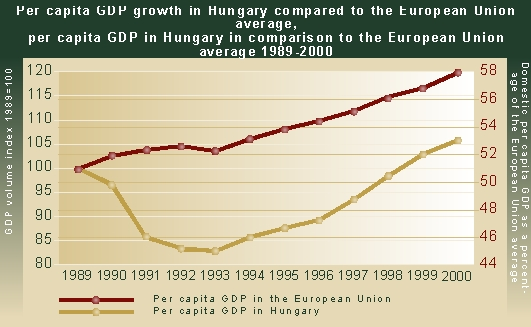 Per capita GDP growth in Hungary compared to the European Union
average,
per capita GDP in Hungary in comparison to the European Union
average 1989-2000
GDP volume index 1989=100
120
115
110
105
100
95
90
85
80
58
56
54
52
50
48
46
44
Domestic per capita GDP as a percent-
age of the European Union average
1989 1990 1991 1992 1993 1994 1995 1996 1997 1998 1999 2000
Per capita GDP in the European Union
Per capita GDP in Hungary